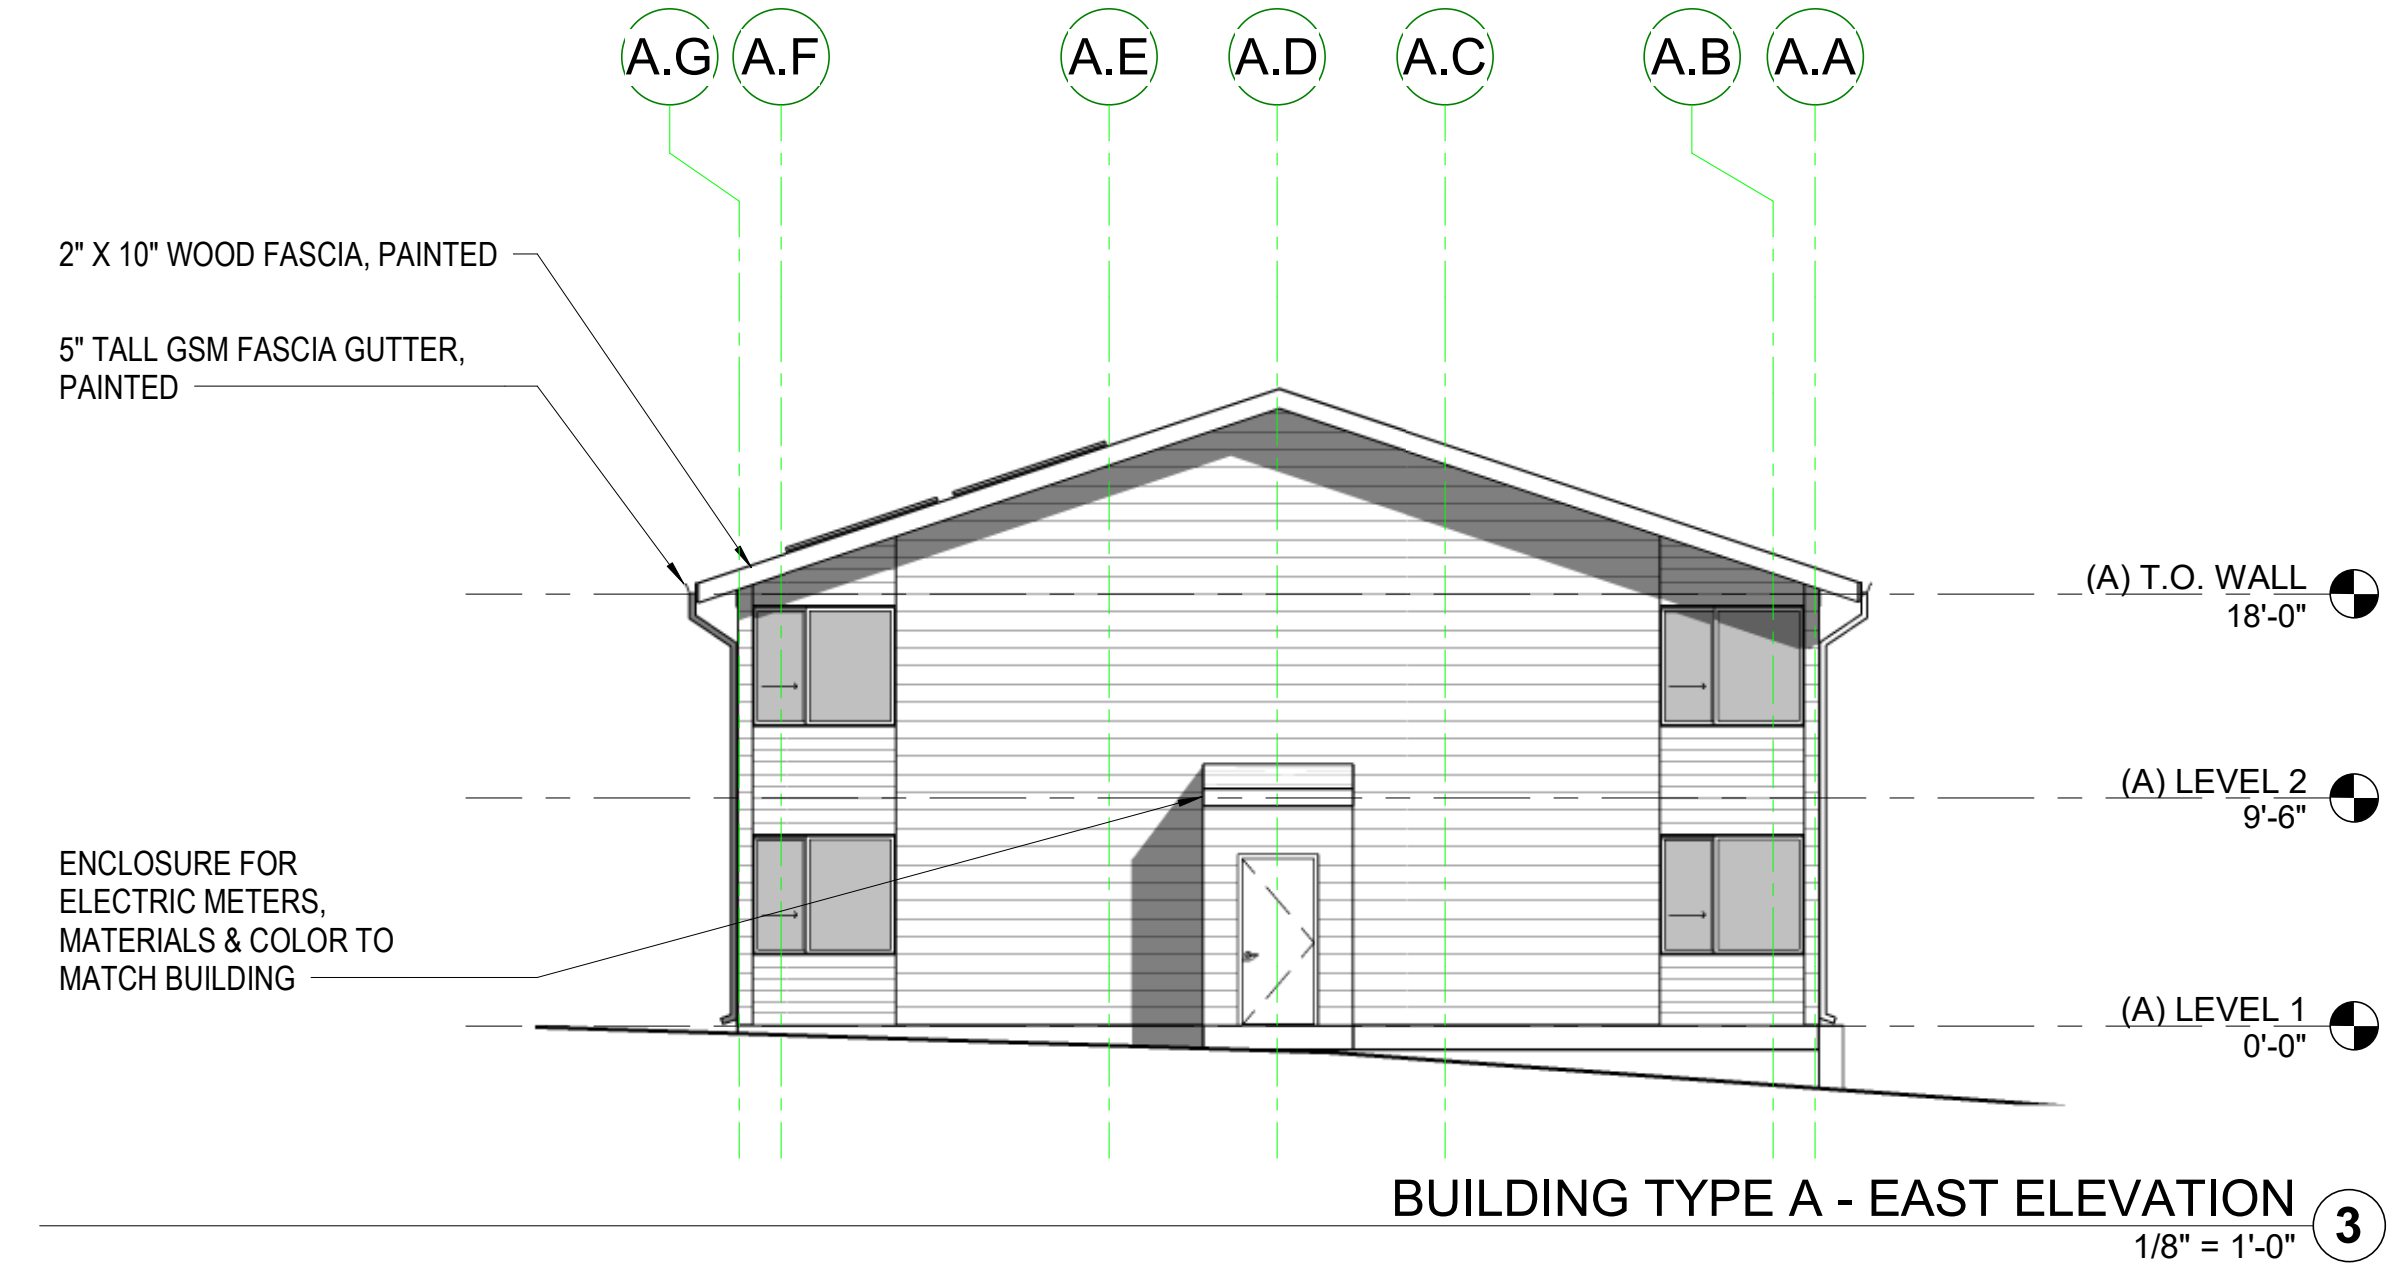 A.G A.F A.E A.D A.C A.B A.A
2" X 10" WOOD FASCIA, PAINTED
5" TALL GSM FASCIA GUTTER,
PAINTED
(A) T.O. WALL
18'-0"
(A) LEVEL 2
9'-6"
ENCLOSURE FOR
ELECTRIC METERS,
MATERIALS & COLOR TO
MATCH BUILDING
(A) LEVEL 1
0'-0"
BUILDING TYPE A - EAST ELEVATION
3
1/8" = 1'-0"